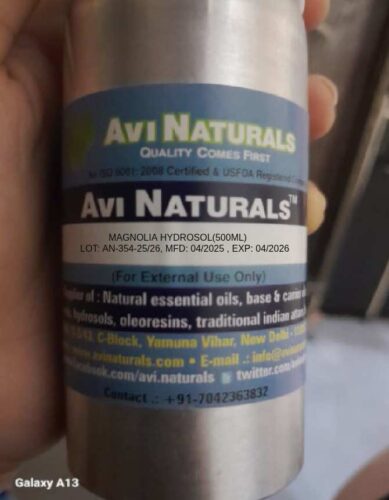 AVI NATURALS
QUALITY COMES FIRST
An ISO 9001: 2008 Certified & USFDA Registered
AVI NATURALS™
MAGNOLIA HYDROSOL(500ML)
LOT: AN-354-25/26, MFD: 04/2025 , EXP: 04/2026
(For External Use Only)
of : Natural essential oils, base & carrier
hydrosols, oleoresins, traditional indian
C-Block, Yamuna Vihar, New Delhi -
www.avinaturals.com • E-mail .: info@
facebook.com/avi.naturals twitter.com/
Contact .: +91-7042363832
Galaxy A13